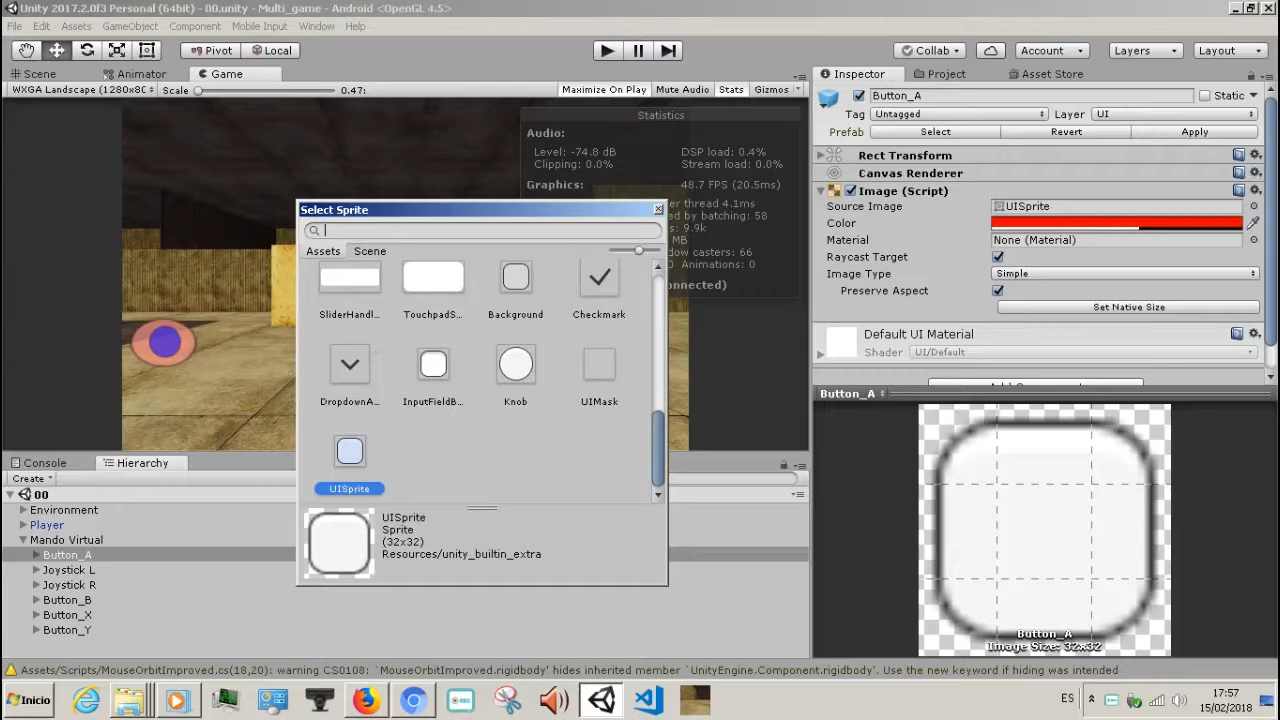 Unity 2017.2.0f3 Personal (64bit) - 00.unity - Multi_game - Android <OpenGL 4.5>
File Edit Assets GameObject Component Mobile Input Window Help
Pivot Local Collab Account Layers Layout
Scene Animator Game
WXGA Landscape (1280x8 Scale 0.47: Maximize On Play Mute Audio Stats Gizmos
Statistics
Audio:
Level: -74.8 dB DSP load: 0.4%
Clipping: 0.0% Stream load: 0.0%
Graphics: 48.7 FPS (20.5ms)
er thread 4.1ms
ed by batching: 58
s: 9.9k
MB
dow casters: 66
Animations: 0
onnected)
Select Sprite
Assets Scene
SliderHandl... TouchpadS... Background Checkmark
DropdownA... InputFieldB... Knob UIMask
UISprite
UISprite
Sprite
(32x32)
Resources/unity_builtin_extra
Inspector Project Asset Store
Button_A Static
Tag Untagged Layer UI
Prefab Select Revert Apply
Rect Transform
Canvas Renderer
Image (Script)
Source Image UISprite
Color
Material None (Material)
Raycast Target
Image Type Simple
Preserve Aspect
Set Native Size
Default UI Material
Shader UI/Default
Button_A
Button_A
Image Size: 32x32
Console Hierarchy
Create
00
Environment
Player
Mando Virtual
Button_A
Joystick L
Joystick R
Button_B
Button_X
Button_Y
Assets/Scripts/MouseOrbitImproved.cs(18,20): warning CS0108: `MouseOrbitImproved.rigidbody' hides inherited member `UnityEngine.Component.rigidbody'. Use the new keyword if hiding was intended
Inicio ES 17:57
15/02/2018